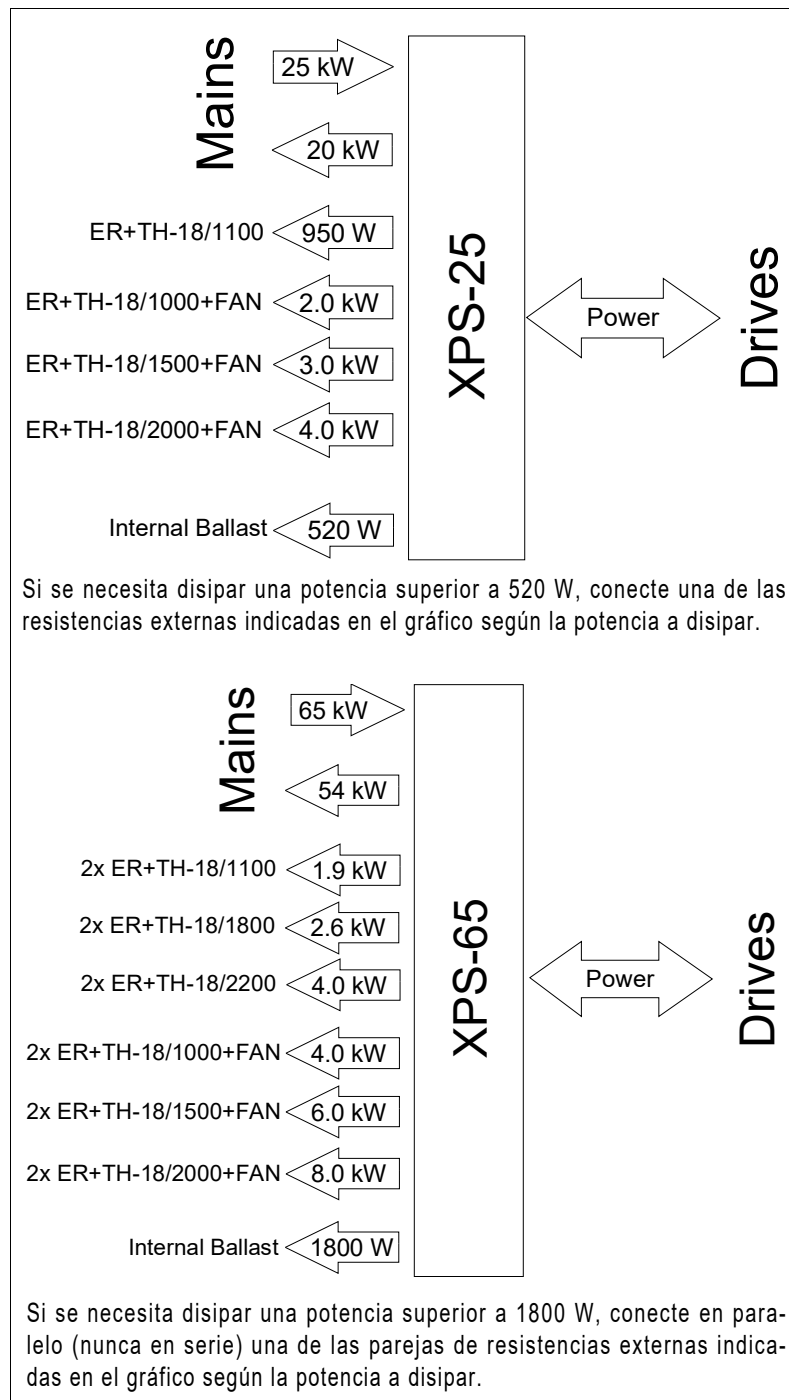 Mains
25 kW
20 kW
ER+TH-18/1100
950 W
ER+TH-18/1000+FAN
2.0 kW
ER+TH-18/1500+FAN
3.0 kW
ER+TH-18/2000+FAN
4.0 kW
Internal Ballast
520 W
XPS-25
Power
Drives
Si se necesita disipar una potencia superior a 520 W, conecte una de las
resistencias externas indicadas en el gráfico según la potencia a disipar.
Mains
65 kW
54 kW
2x ER+TH-18/1100
1.9 kW
2x ER+TH-18/1800
2.6 kW
2x ER+TH-18/2200
4.0 kW
2x ER+TH-18/1000+FAN
4.0 kW
2x ER+TH-18/1500+FAN
6.0 kW
2x ER+TH-18/2000+FAN
8.0 kW
Internal Ballast
1800 W
XPS-65
Power
Drives
Si se necesita disipar una potencia superior a 1800 W, conecte en para-
lelo (nunca en serie) una de las parejas de resistencias externas indica-
das en el gráfico según la potencia a disipar.